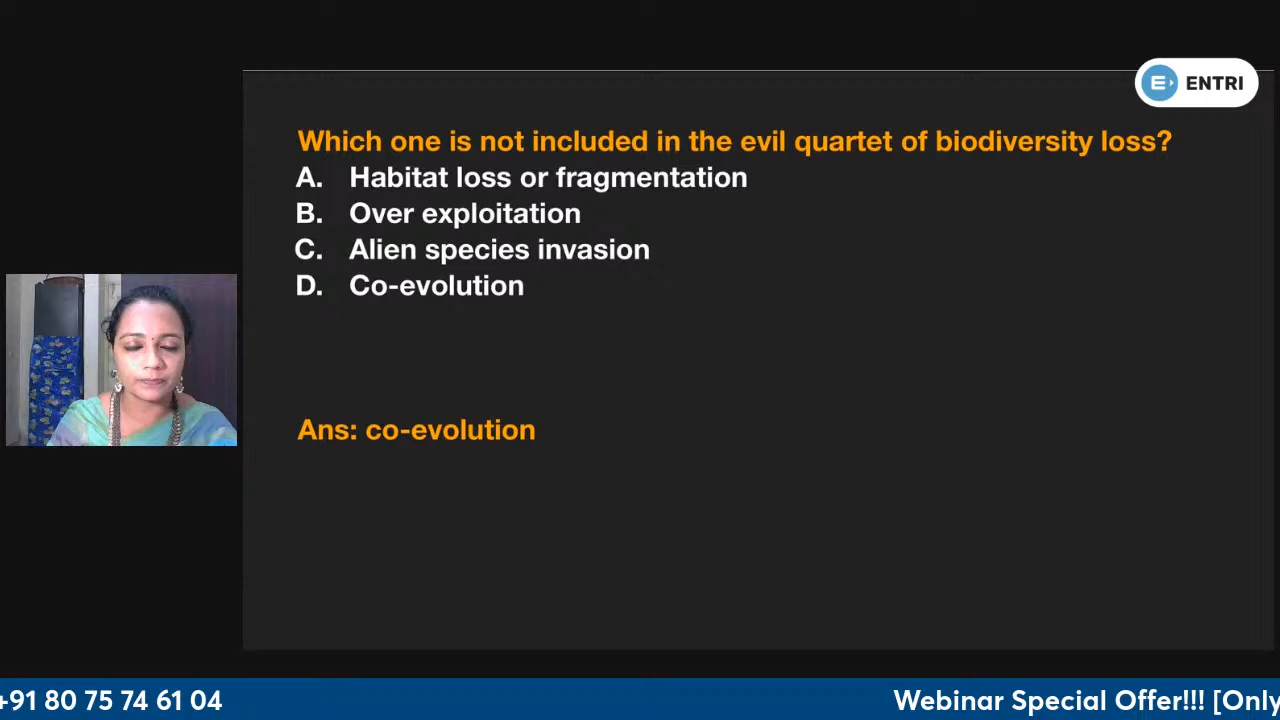 ENTRI
Which one is not included in the evil quartet of biodiversity loss?
A. Habitat loss or fragmentation
B. Over exploitation
C. Alien species invasion
D. Co-evolution
Ans: co-evolution
+91 80 75 74 61 04 Webinar Special Offer!!! [Only